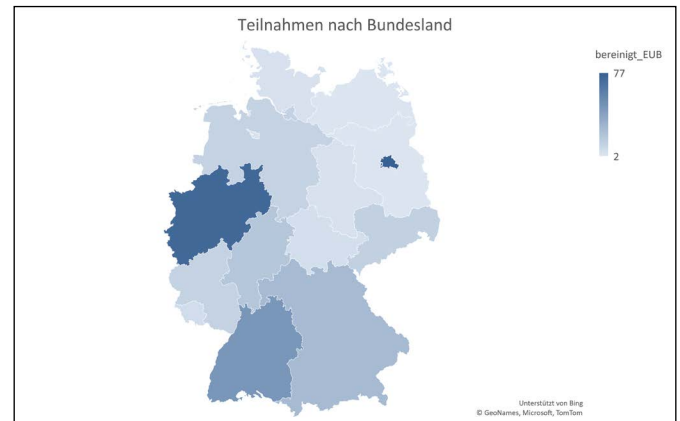 Teilnahmen nach Bundesland
bereinigt_EUB
77
2
Unterstützt von Bing
© GeoNames, Microsoft, TomTom